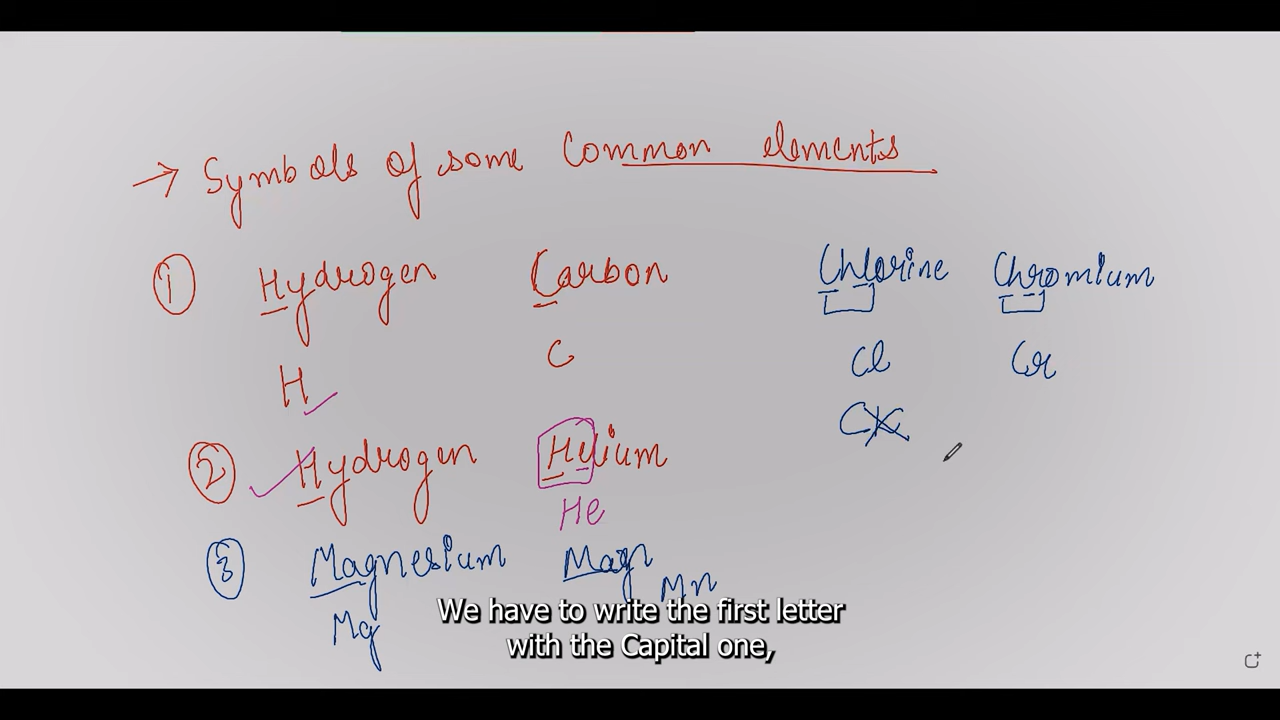 → Symbols of some Common elements
① Hydrogen Carbon Chlorine Chromium
H C Cl Cr
② Hydrogen Helium
He
③ Magnesium Magn Mn
Mg
We have to write the first letter
with the Capital one,